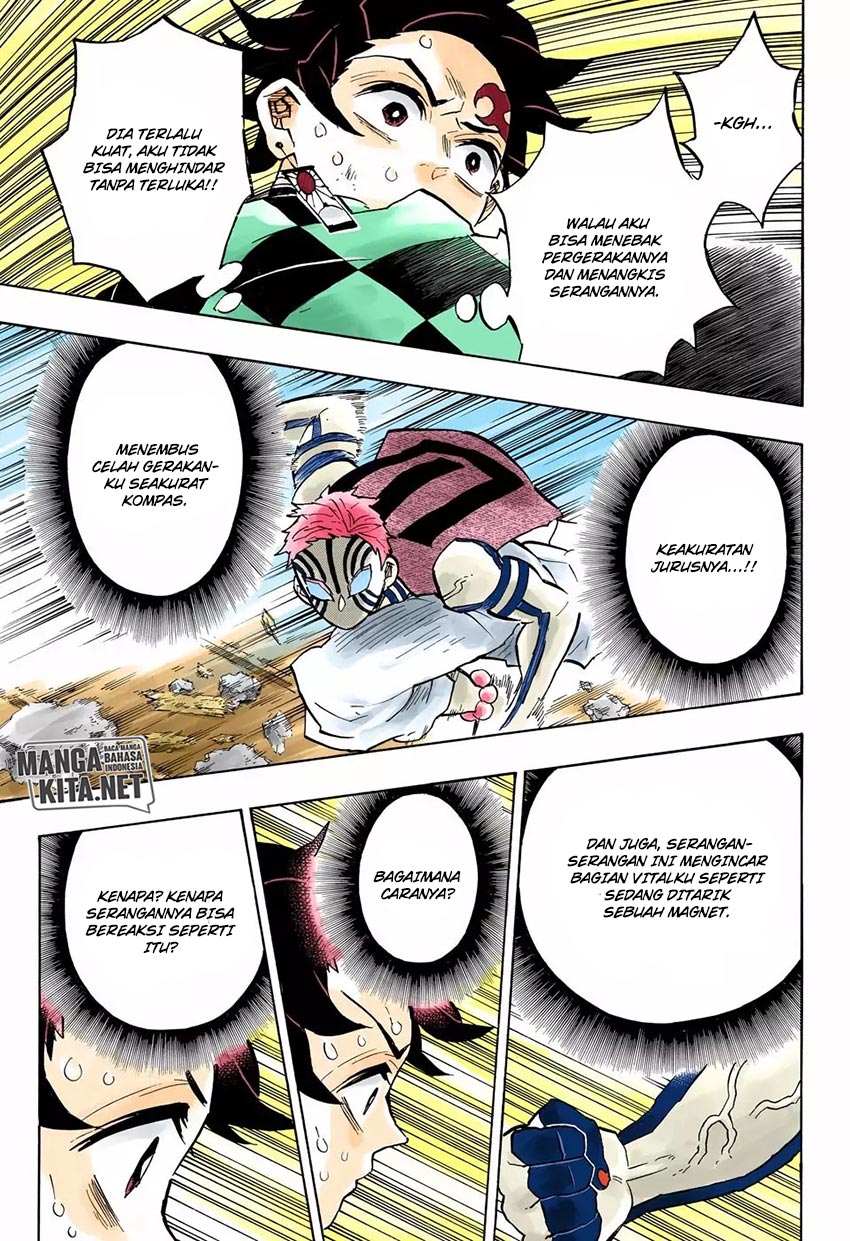 -KGH...
WALAU AKU
BISA MENEBAK
PERGERAKANNYA
DAN MENANGKIS
SERANGANNYA.
DIA TERLALU
KUAT, AKU TIDAK
BISA MENGHINDAR
TANPA TERLUKA!!
KEAKURATAN
JURUSNYA...!!
MENEMBUS
CELAH GERAKAN-
KU SEAKURAT
KOMPAS.
MANGA
BACA MANGA
BAHASA
INDONESIA
KITA.NET
DAN JUGA, SERANGAN-
SERANGAN INI MENGINCAR
BAGIAN VITALKU SEPERTI
SEDANG DITARIK
SEBUAH MAGNET.
BAGAIMANA
CARANYA?
KENAPA? KENAPA
SERANGANNYA BISA
BEREAKSI SEPERTI
ITU?